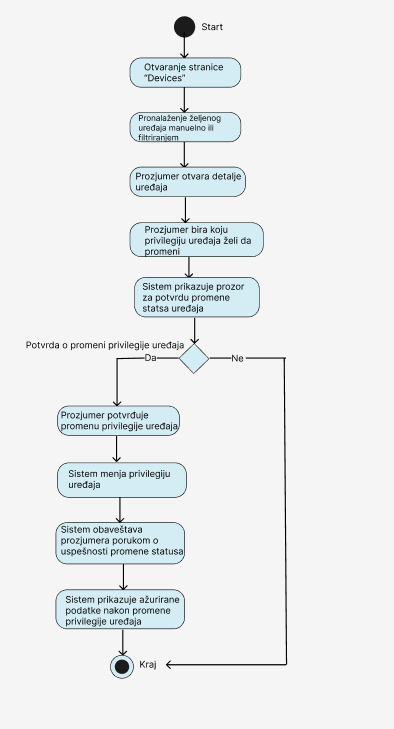 Start
Otvaranje stranice
“Devices”
Pronalaženje željenog
uređaja manuelno ili
filtriranjem
Prozjumer otvara detalje
uređaja
Prozjumer bira koju
privilegiju uređaja želi da
promeni
Sistem prikazuje prozor
za potvrdu promene
statsa uređaja
Potvrda o promeni privilegije uređaja
Da
Ne
Prozjumer potvrđuje
promenu privilegije uređaja
Sistem menja privilegiju
uređaja
Sistem obaveštava
prozjumera porukom o
uspešnosti promene statusa
Sistem prikazuje ažurirane
podatke nakon promene
privilegije uređaja
Kraj